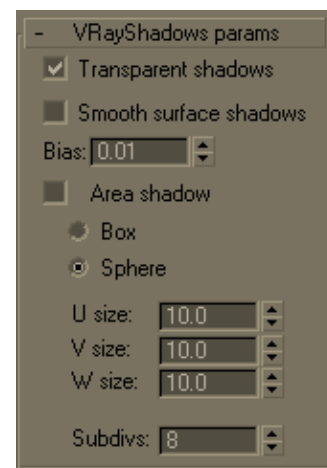 - VRayShadows params
Transparent shadows
Smooth surface shadows
Bias: 0.01
Area shadow
Box
Sphere
U size: 10.0
V size: 10.0
W size: 10.0
Subdivs: 8